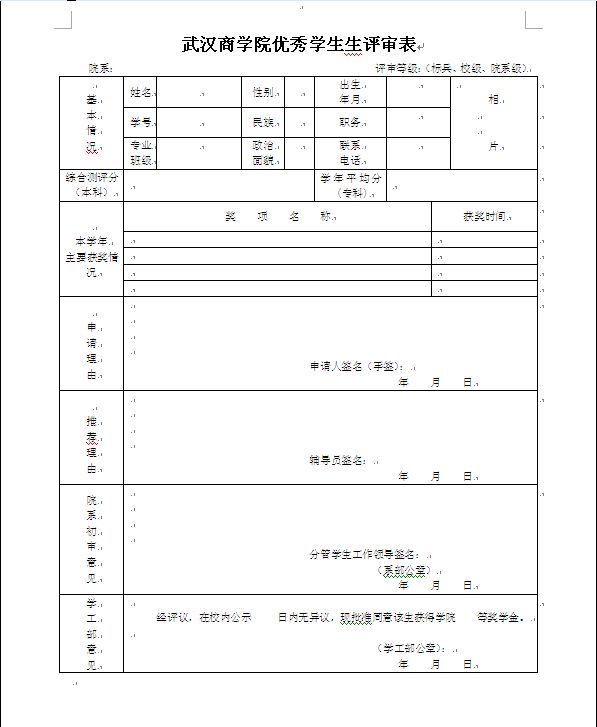 武汉商学院优秀学生生评审表
院系： 评审等级：（标兵、校级、院系级）
基本情况 姓名 性别 出生年月 相片
学号 民族 职务
专业班级 政治面貌 联系电话
综合测评分（本科） 学年平均分（专科）
本学年主要获奖情况 奖项名称 获奖时间
申请理由
申请人签名（手签）：
年 月 日
推荐理由
辅导员签名：
年 月 日
院系初审意见
分管学生工作领导签名：
（系部公章）
年 月 日
学工部意见
经评议，在校内公示 日内无异议，现批准同意该生获得学院 等奖学金。
（学工部公章）：
年 月 日